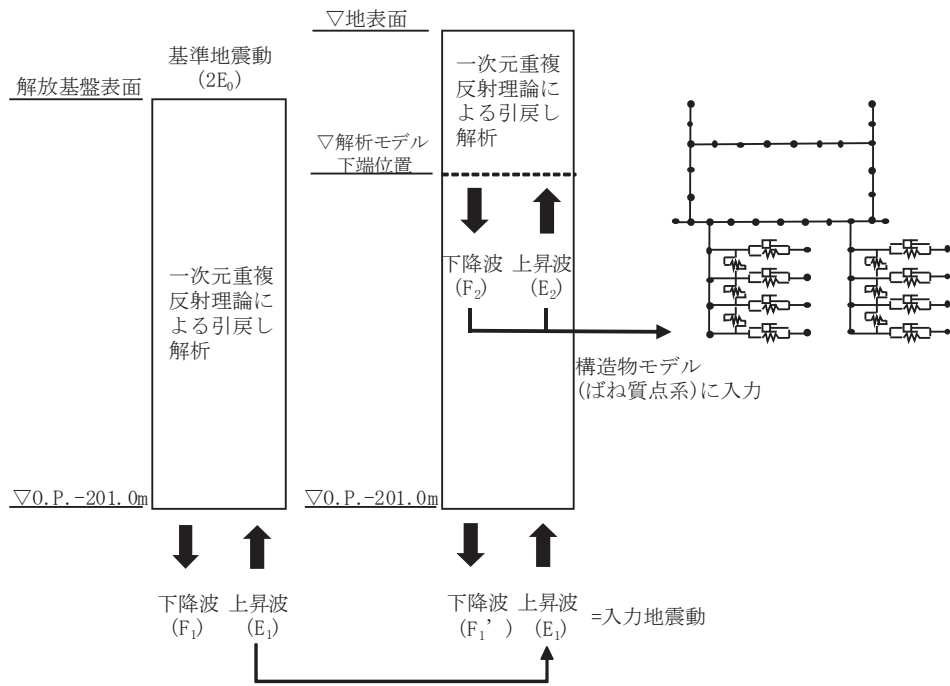 解放基盤表面
基準地震動
(2E₀)
一次元重複
反射理論に
よる引戻し
解析
▽O.P.-201.0m
下降波
(F₁)
上昇波
(E₁)
▽地表面
一次元重複
反射理論に
よる引戻し
解析
▽解析モデル
下端位置
下降波
(F₂)
上昇波
(E₂)
構造物モデル
(ばね質点系)に入力
▽O.P.-201.0m
下降波
(F₁’)
上昇波
(E₁)
=入力地震動